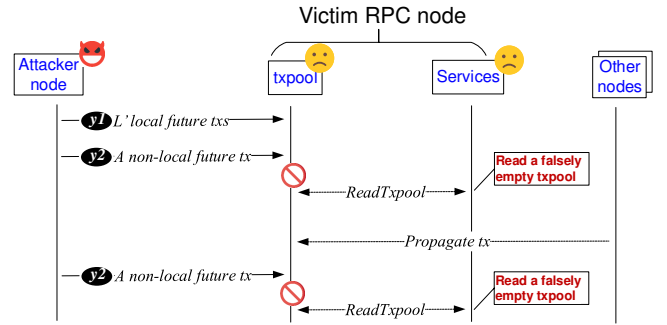 Victim RPC node
Attacker
node
txpool
Services
Other
nodes
y1 L' local future txs
y2 A non-local future tx
Read a falsely
empty txpool
ReadTxpool
Propagate tx
y2 A non-local future tx
Read a falsely
empty txpool
ReadTxpool